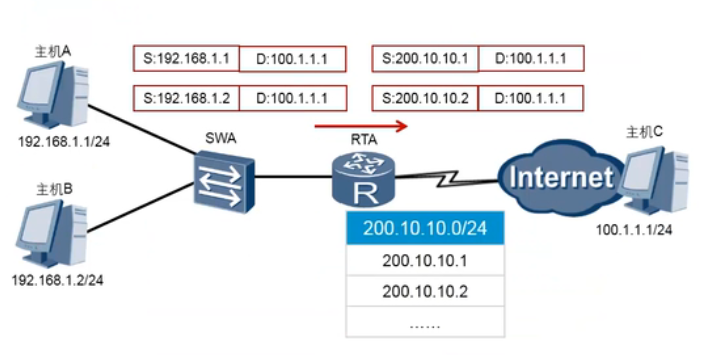 主机A
S:192.168.1.1 D:100.1.1.1
S:200.10.10.1 D:100.1.1.1
S:192.168.1.2 D:100.1.1.1
S:200.10.10.2 D:100.1.1.1
192.168.1.1/24
SWA
RTA
主机C
主机B
R
Internet
192.168.1.2/24
100.1.1.1/24
200.10.10.0/24
200.10.10.1
200.10.10.2
......